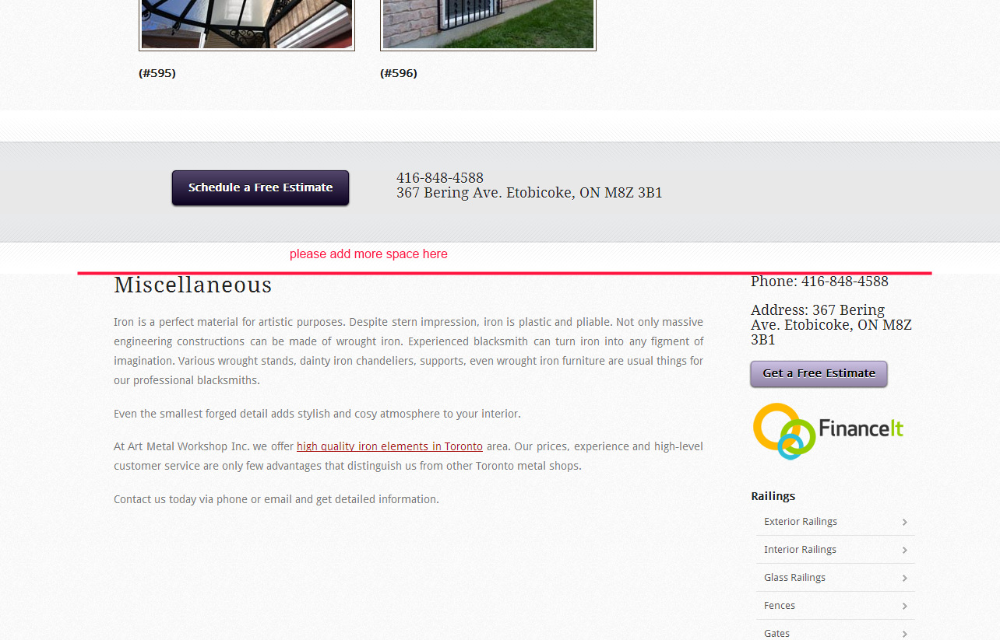 (#595)
(#596)
Schedule a Free Estimate
416-848-4588
367 Bering Ave. Etobicoke, ON M8Z 3B1
please add more space here
Miscellaneous
Iron is a perfect material for artistic purposes. Despite stern impression, iron is plastic and pliable. Not only massive
engineering constructions can be made of wrought iron. Experienced blacksmith can turn iron into any figment of
imagination. Various wrought stands, dainty iron chandeliers, supports, even wrought iron furniture are usual things for
our professional blacksmiths.
Even the smallest forged detail adds stylish and cosy atmosphere to your interior.
At Art Metal Workshop Inc. we offer high quality iron elements in Toronto area. Our prices, experience and high-level
customer service are only few advantages that distinguish us from other Toronto metal shops.
Contact us today via phone or email and get detailed information.
Phone: 416-848-4588
Address: 367 Bering
Ave. Etobicoke, ON M8Z
3B1
Get a Free Estimate
FinanceIt
Railings
Exterior Railings
Interior Railings
Glass Railings
Fences
Gates